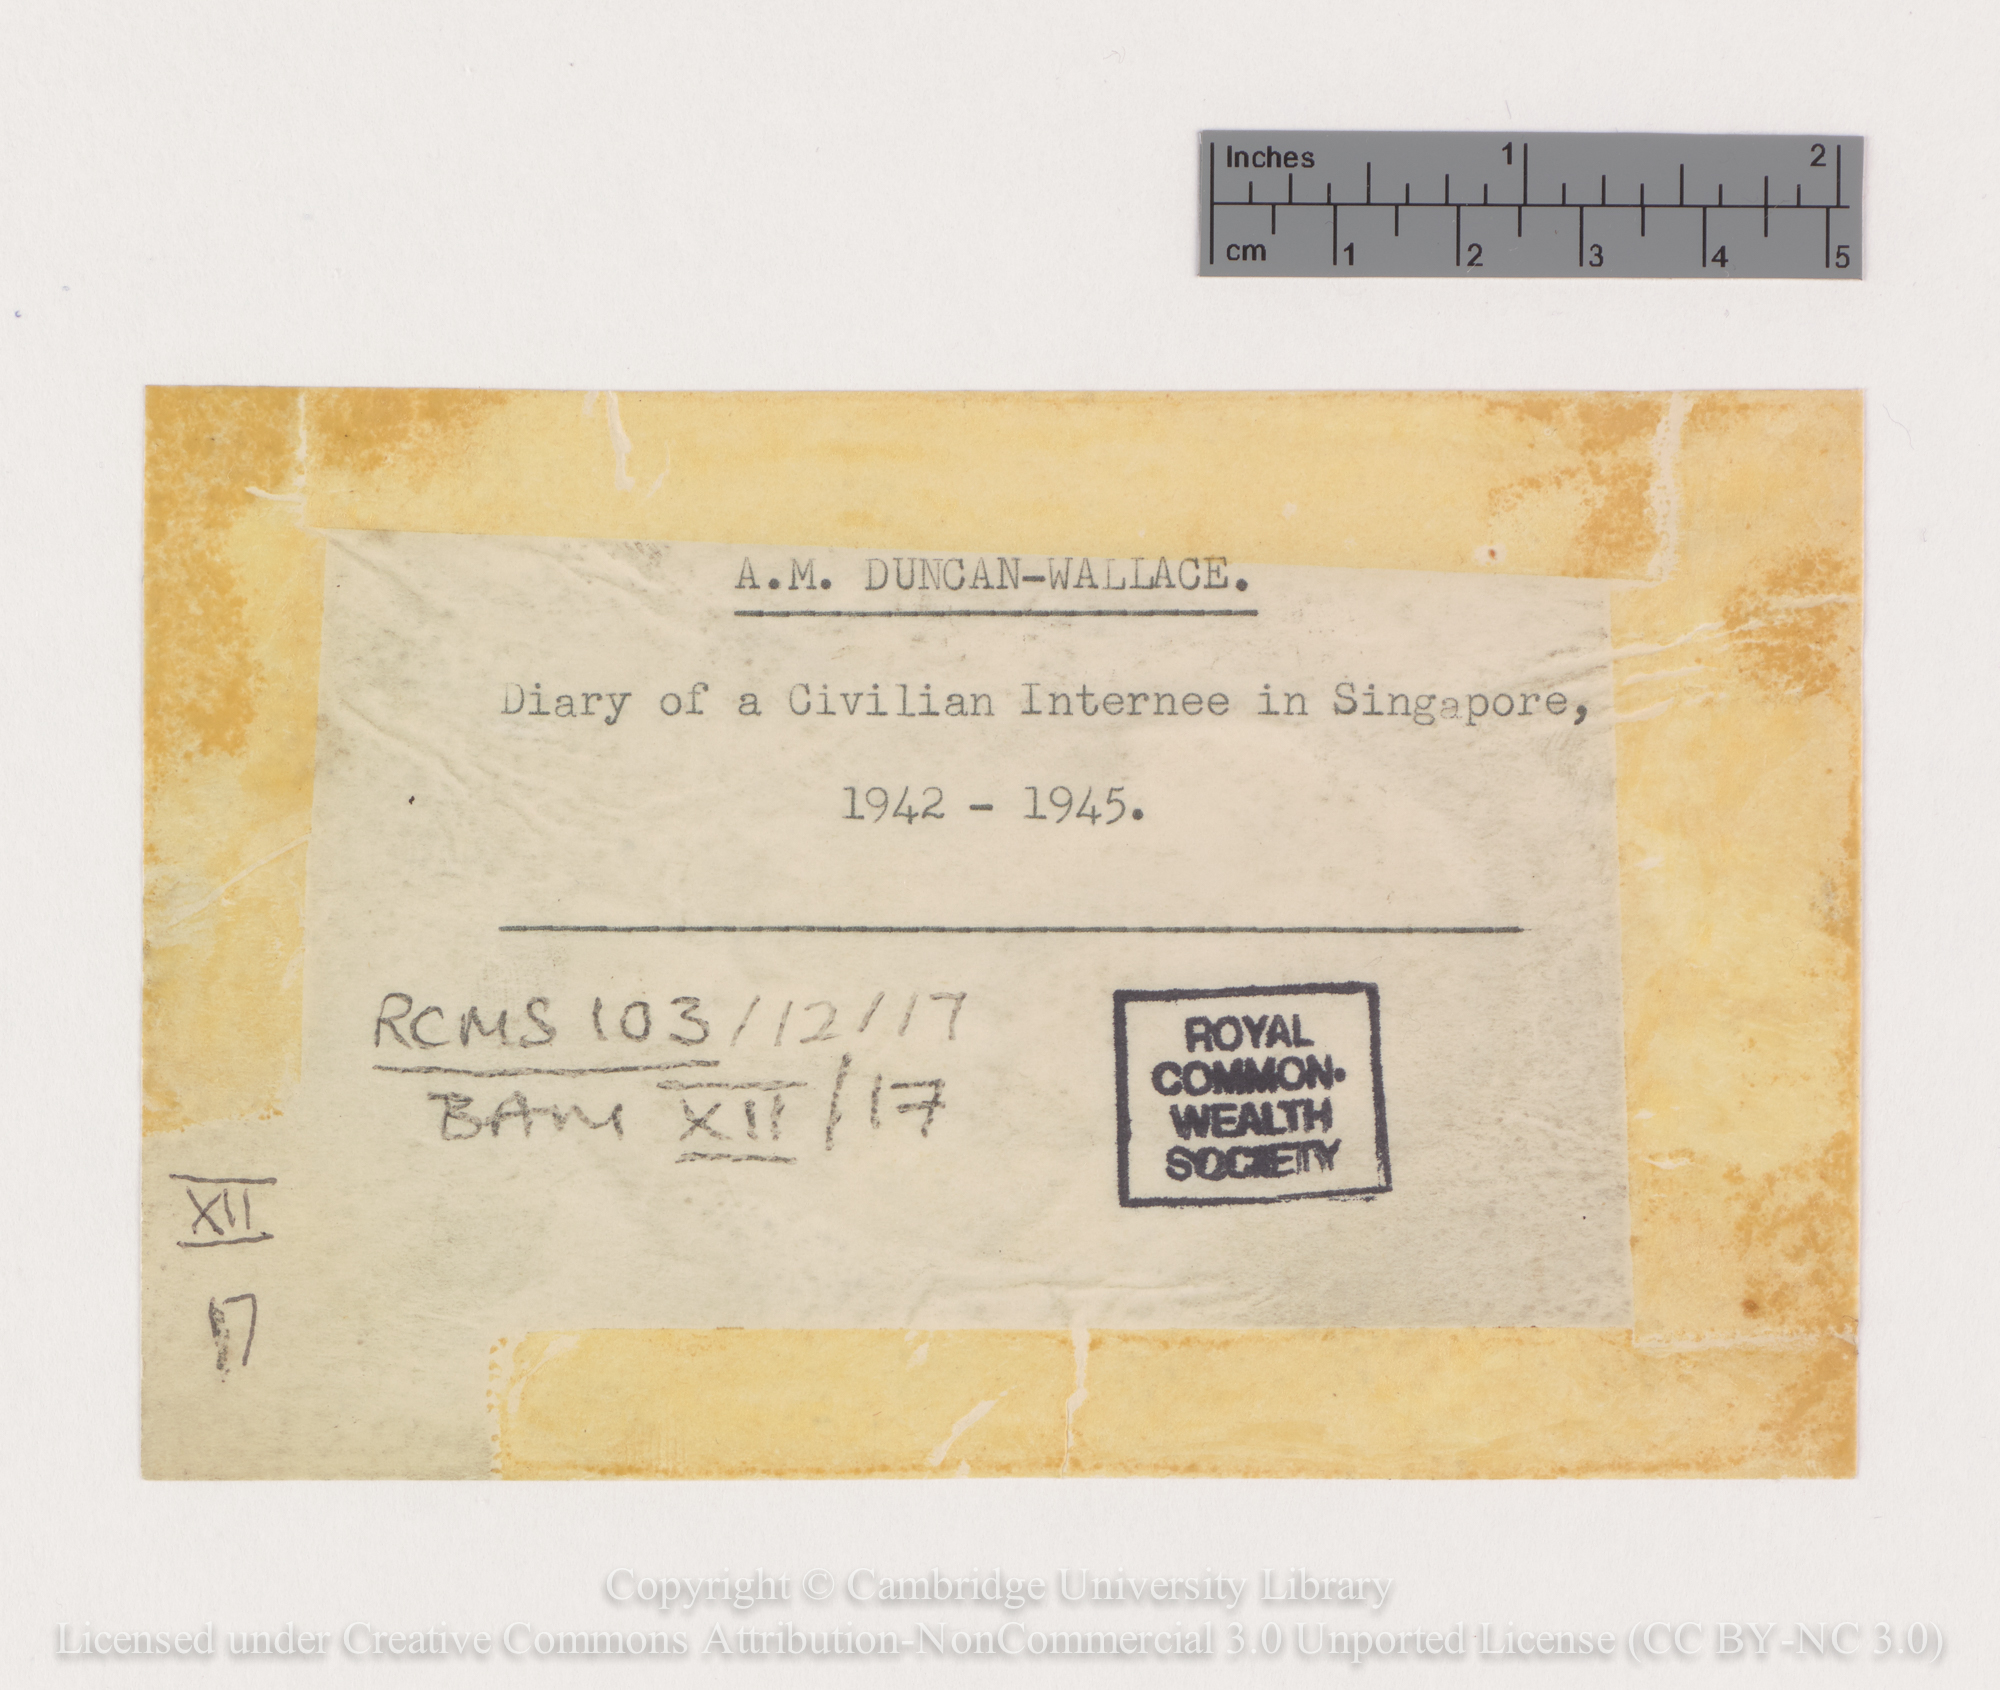 Inches 1 2
cm 1 2 3 4 5
A.M. DUNCAN-WALLACE.
Diary of a Civilian Internee in Singapore,
1942 - 1945.
RCMS 103/12/17
BAM XII/17
ROYAL
COMMON-
WEALTH
SOCIETY
XII
17
Copyright © Cambridge University Library
Licensed under Creative Commons Attribution-NonCommercial 3.0 Unported License (CC BY-NC 3.0)